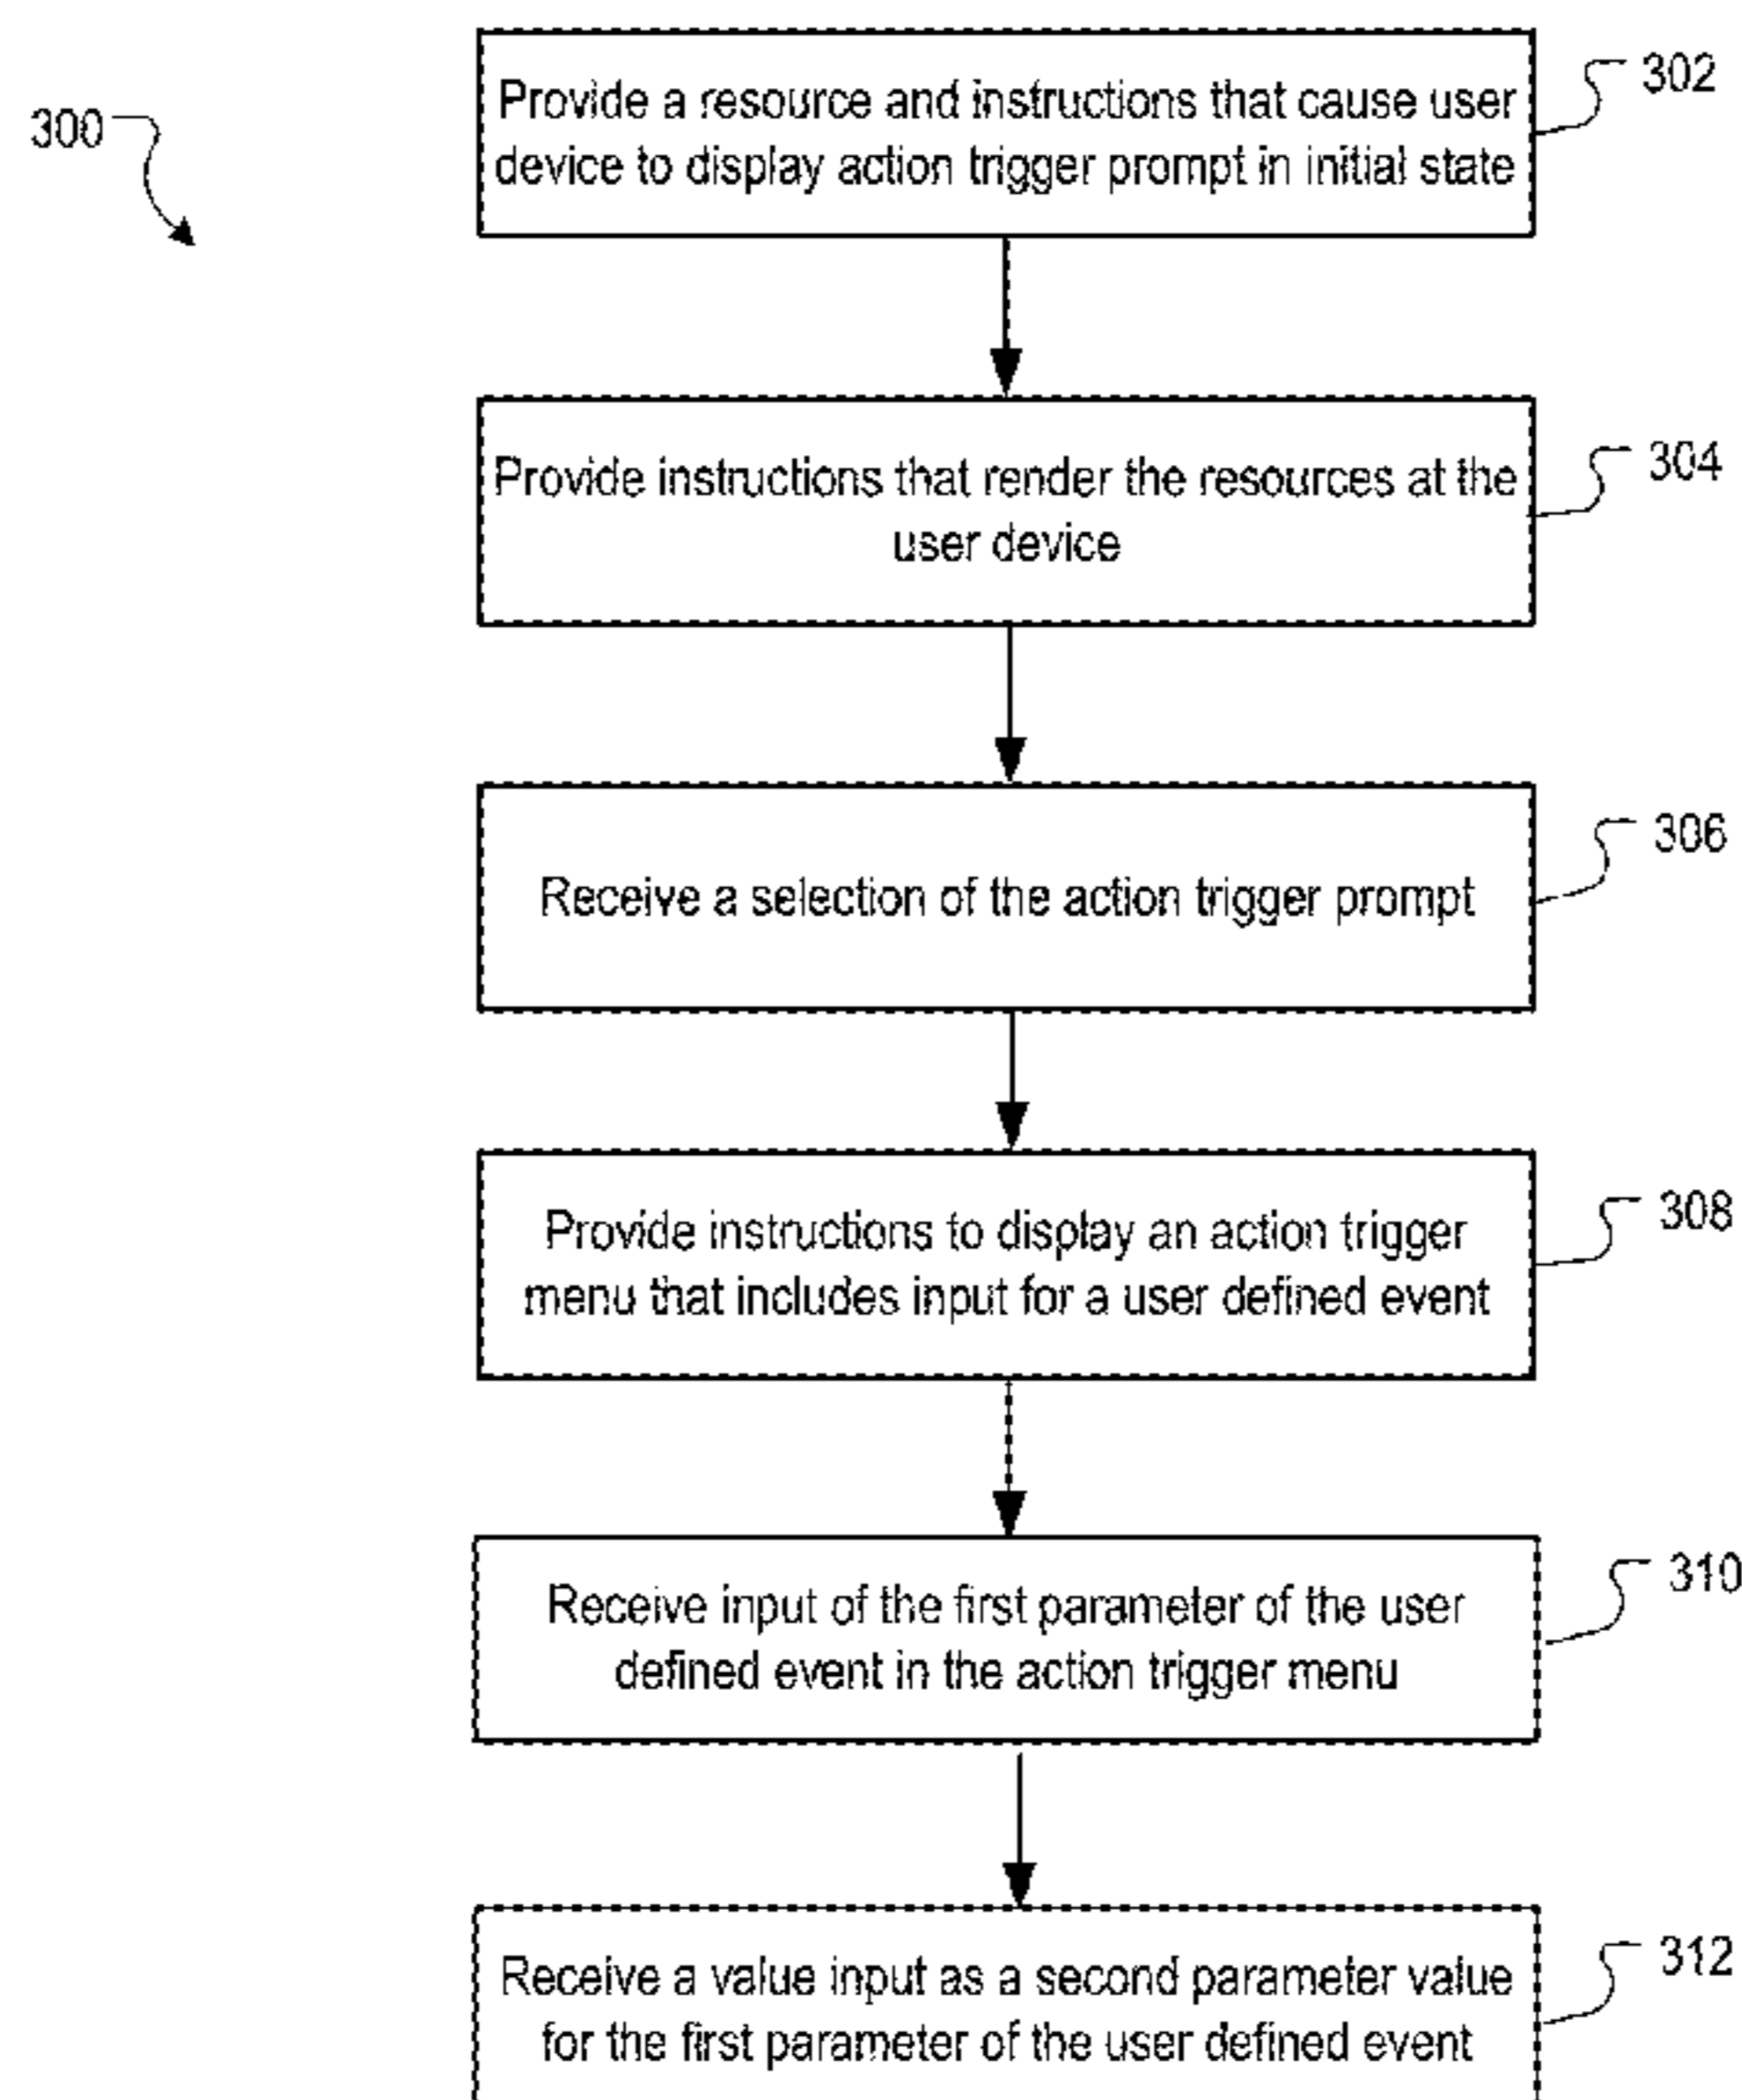 300
Provide a resource and instructions that cause user
device to display action trigger prompt in initial state
302
Provide instructions that render the resources at the
user device
304
Receive a selection of the action trigger prompt
306
Provide instructions to display an action trigger
menu that includes input for a user defined event
308
Receive input of the first parameter of the user
defined event in the action trigger menu
310
Receive a value input as a second parameter value
for the first parameter of the user defined event
312